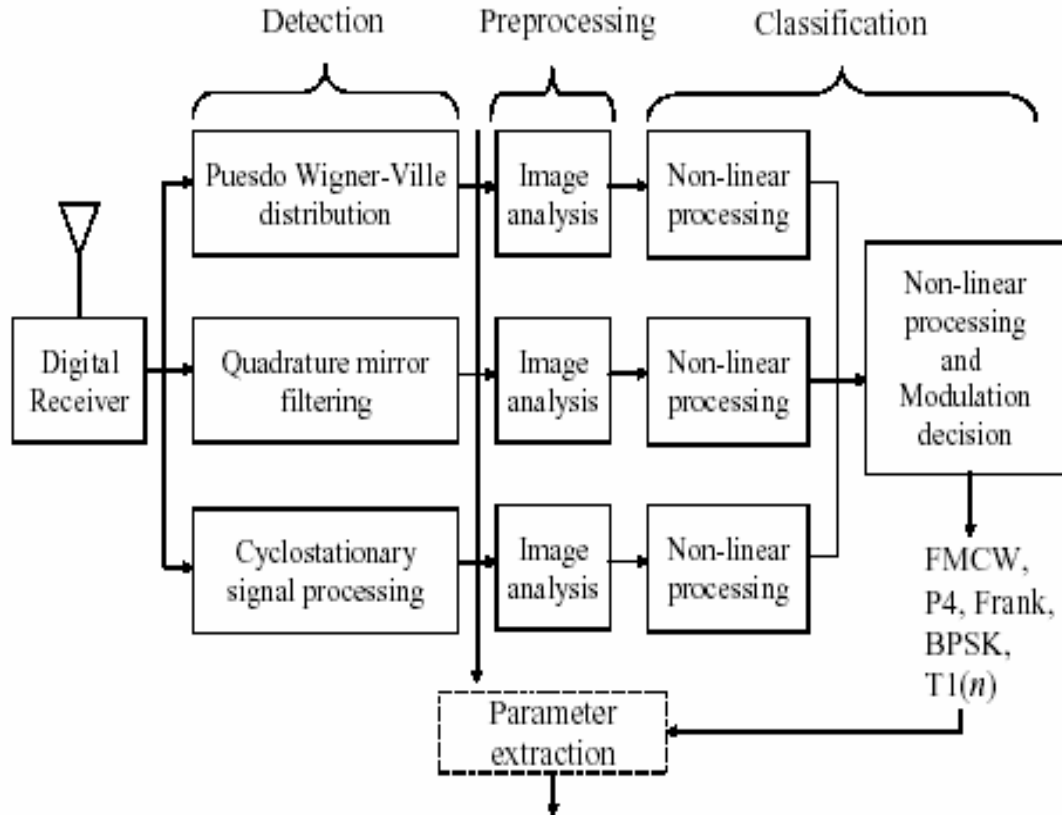 Detection
Preprocessing
Classification
Puesdo Wigner-Ville
distribution
Image
analysis
Non-linear
processing
Digital
Receiver
Quadrature mirror
filtering
Image
analysis
Non-linear
processing
Non-linear
processing
and
Modulation
decision
Cyclostationary
signal processing
Image
analysis
Non-linear
processing
FMCW,
P4, Frank,
BPSK,
T1(n)
Parameter
extraction